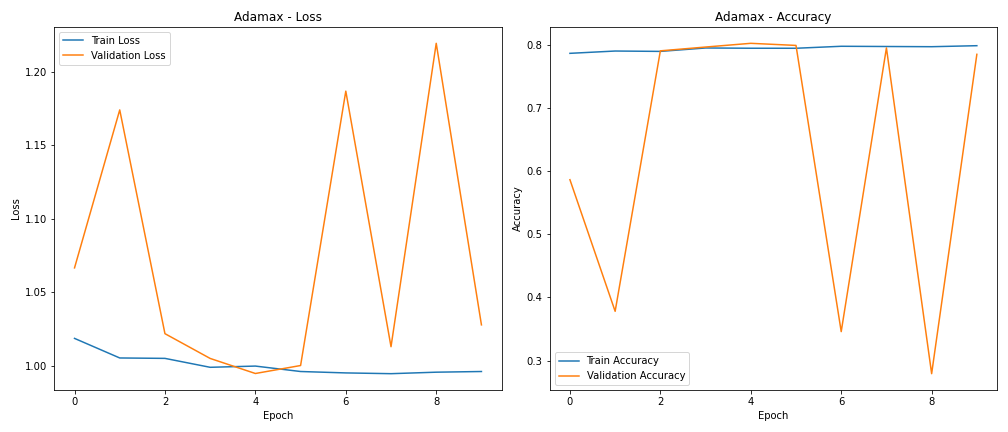 Adamax - Loss
Train Loss
Validation Loss
1.20
1.15
1.10
1.05
1.00
Loss
0 2 4 6 8
Epoch
Adamax - Accuracy
0.8
0.7
0.6
0.5
0.4
0.3
Accuracy
Train Accuracy
Validation Accuracy
0 2 4 6 8
Epoch